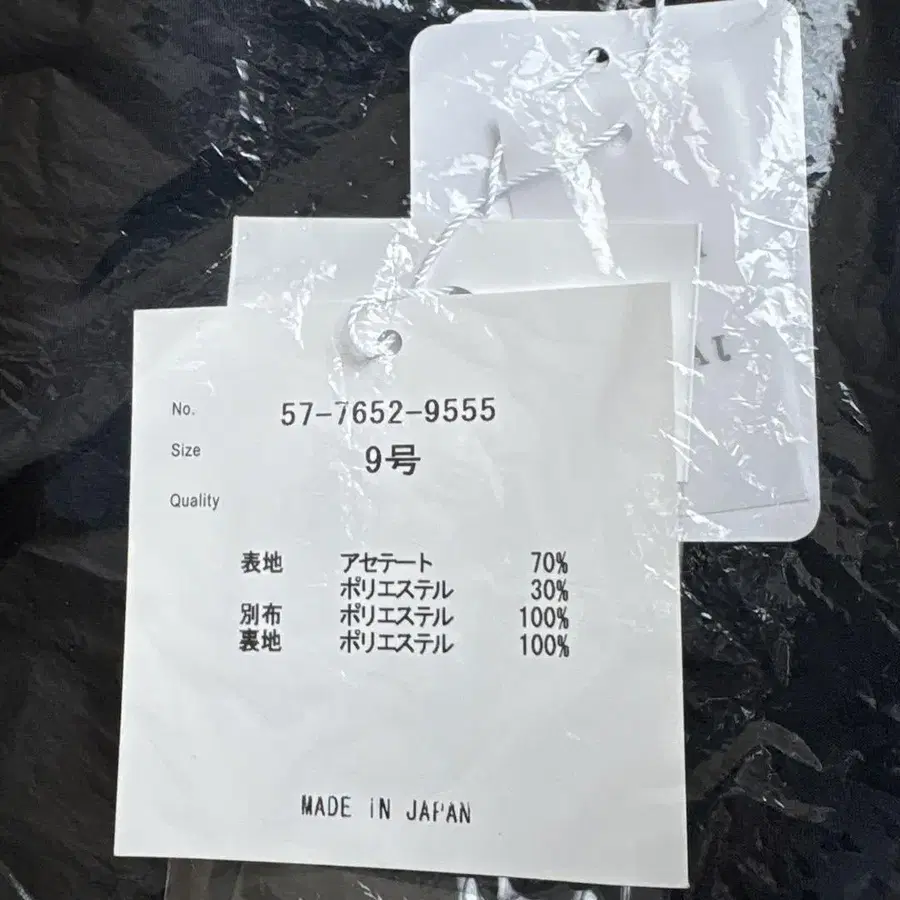 No. 57-7652-9555
Size 9号
Quality
表地 アセテート 70%
ポリエステル 30%
別布 ポリエステル 100%
裏地 ポリエステル 100%
MADE IN JAPAN